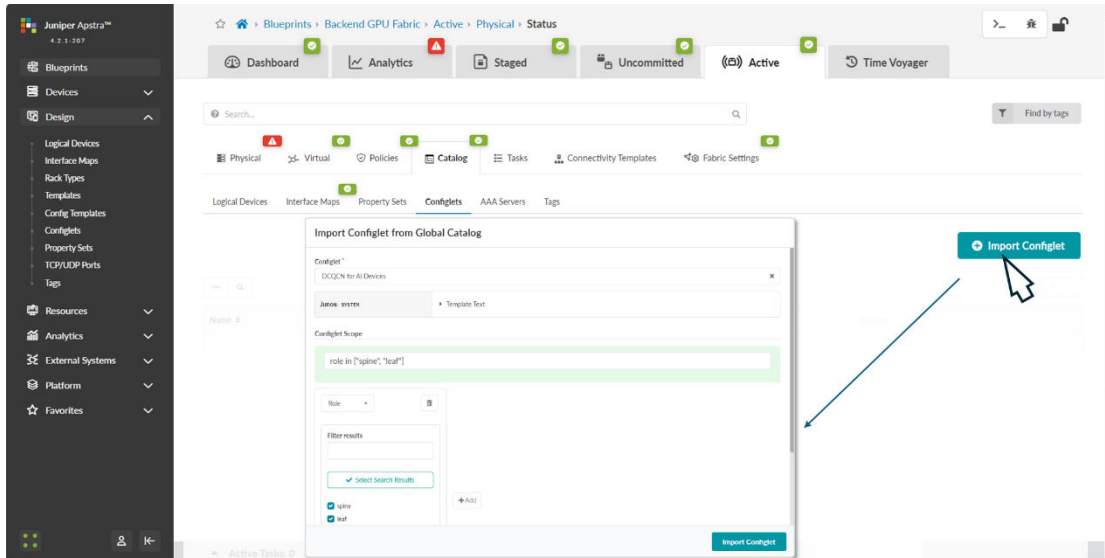 Juniper Apstra™
4.2.1-207
Blueprints
Devices
Design
Logical Devices
Interface Maps
Rack Types
Templates
Config Templates
Configlets
Property Sets
TCP/UDP Ports
Tags
Resources
Analytics
External Systems
Platform
Favorites
Blueprints › Backend GPU Fabric › Active › Physical › Status
Dashboard Analytics Staged Uncommitted Active Time Voyager
Search... Find by tags
Physical Virtual Policies Catalog Tasks Connectivity Templates Fabric Settings
Logical Devices Interface Maps Property Sets Configlets AAA Servers Tags
Import Configlet
Name
Import Configlet from Global Catalog
Configlet *
DCQCN for AI Devices
JUNOS SYSTEM Template Text
Configlet Scope
role in ["spine", "leaf"]
Role
Filter results
Select Search Results
+ Add
spine
leaf
Import Configlet
Active Tasks: 0